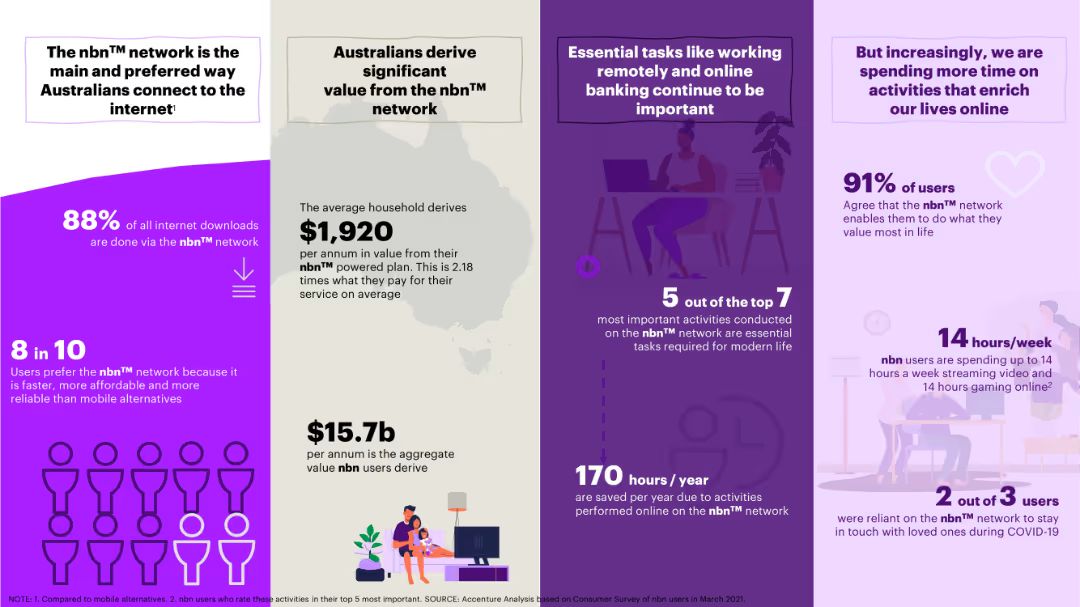 The nbn™ network is the
main and preferred way
Australians connect to the
internet¹
88% of all internet downloads
are done via the nbn™ network
8 in 10
Users prefer the nbn™ network because it
is faster, more affordable and more
reliable than mobile alternatives
Australians derive
significant
value from the nbn™
network
The average household derives
$1,920
per annum in value from their
nbn™ powered plan. This is 2.18
times what they pay for their
service on average
$15.7b
per annum is the aggregate
value nbn users derive
Essential tasks like working
remotely and online
banking continue to be
important
5 out of the top 7
most important activities conducted
on the nbn™ network are essential
tasks required for modern life
170 hours / year
are saved per year due to activities
performed online on the nbn™ network
But increasingly, we are
spending more time on
activities that enrich
our lives online
91% of users
Agree that the nbn™ network
enables them to do what they
value most in life
14 hours/week
nbn users are spending up to 14
hours a week streaming video and
14 hours gaming online²
2 out of 3 users
were reliant on the nbn™ network to stay
in touch with loved ones during COVID-19
NOTE: 1. Compared to mobile alternatives. 2. nbn users who rate these activities in their top 5 most important. SOURCE: Accenture Analysis based on Consumer Survey of nbn users in March 2021.